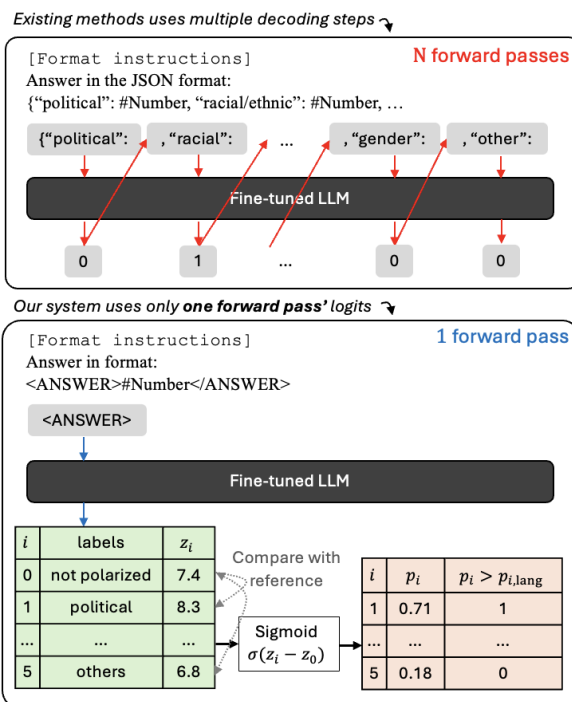 Existing methods uses multiple decoding steps
N forward passes
[Format instructions]
Answer in the JSON format:
{“political”: #Number, “racial/ethnic”: #Number, …
{“political”: , “racial”: ... , “gender”: , “other”:
Fine-tuned LLM
0 1 ... 0 0
Our system uses only one forward pass’ logits
1 forward pass
[Format instructions]
Answer in format:
<ANSWER>#Number</ANSWER>
<ANSWER>
Fine-tuned LLM
i labels z_i
0 not polarized 7.4
1 political 8.3
... ... ...
5 others 6.8
Compare with
reference
Sigmoid
σ(z_i − z_0)
i p_i p_i > p_i,lang
1 0.71 1
... ... ...
5 0.18 0